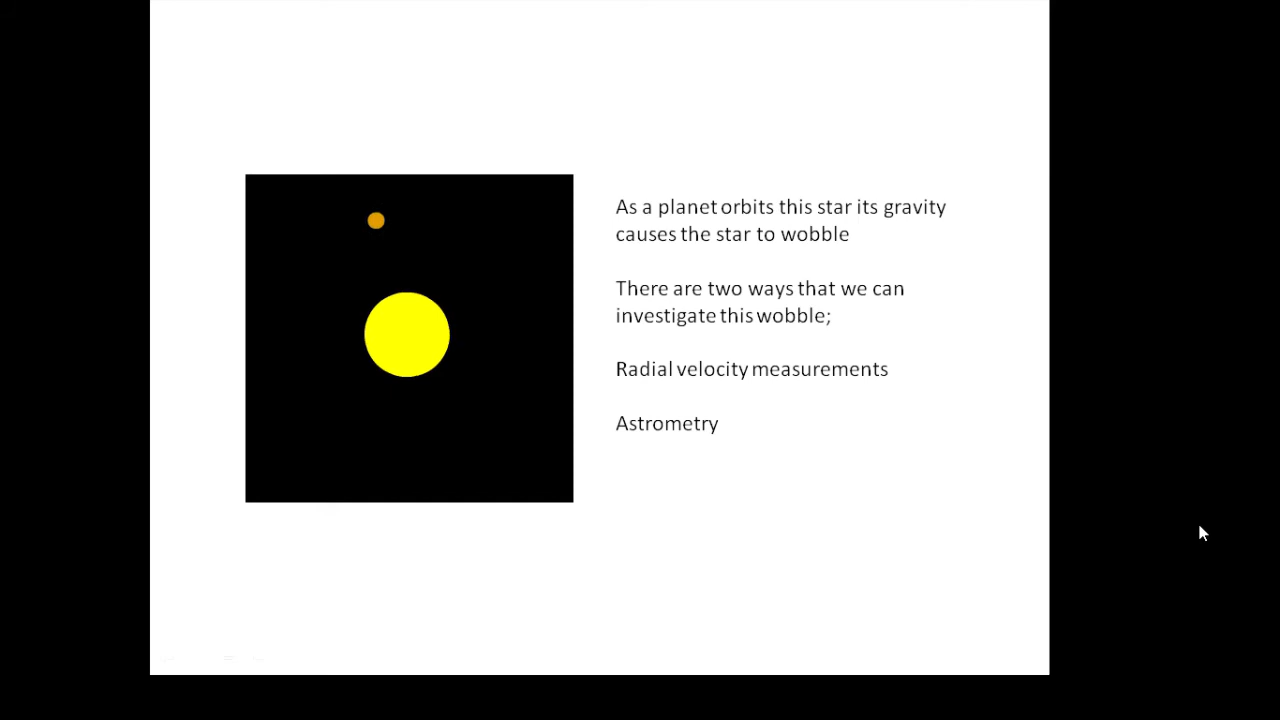 As a planet orbits this star its gravity
causes the star to wobble
There are two ways that we can
investigate this wobble;
Radial velocity measurements
Astrometry